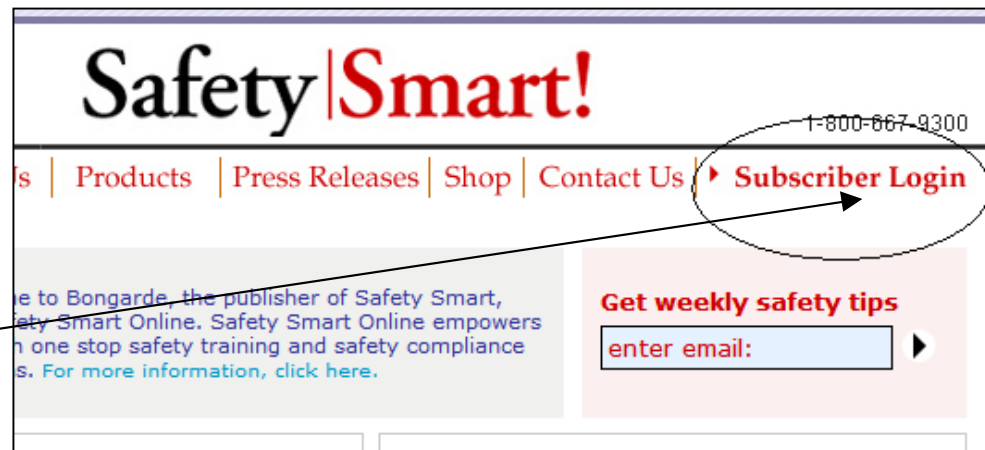 Safety Smart!
1-800-667-9300
Products Press Releases Shop Contact Us Subscriber Login
to Bongarde, the publisher of Safety Smart,
Smart Online. Safety Smart Online empowers
one stop safety training and safety compliance
For more information, click here.
Get weekly safety tips
enter email: